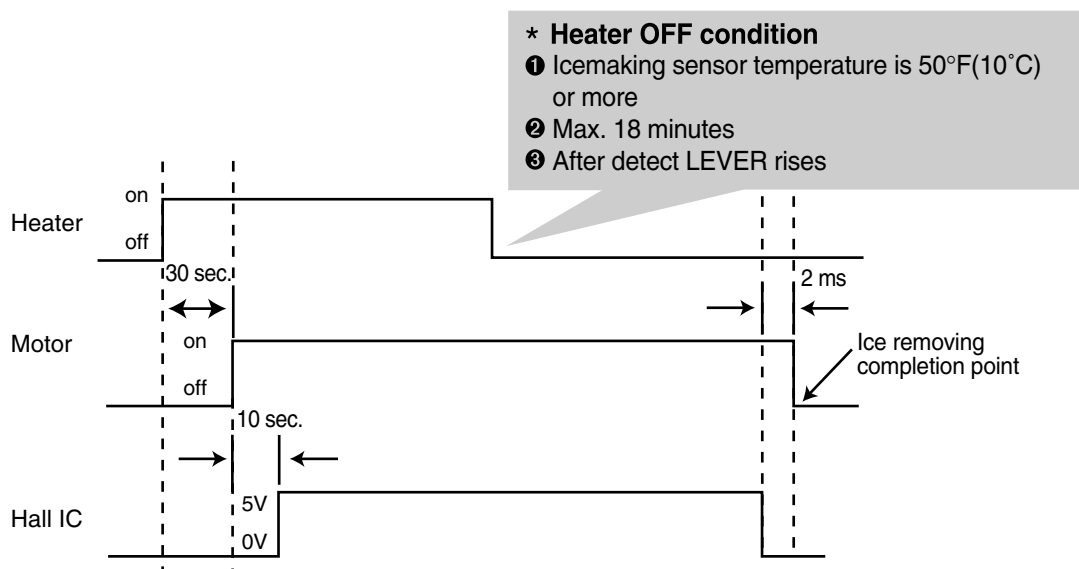 * Heater OFF condition
❶ Icemaking sensor temperature is 50°F(10˚C)
or more
❷ Max. 18 minutes
❸ After detect LEVER rises
on
Heater
off
30 sec.
2 ms
Motor
on
off
Ice removing
completion point
10 sec.
5V
Hall IC
0V